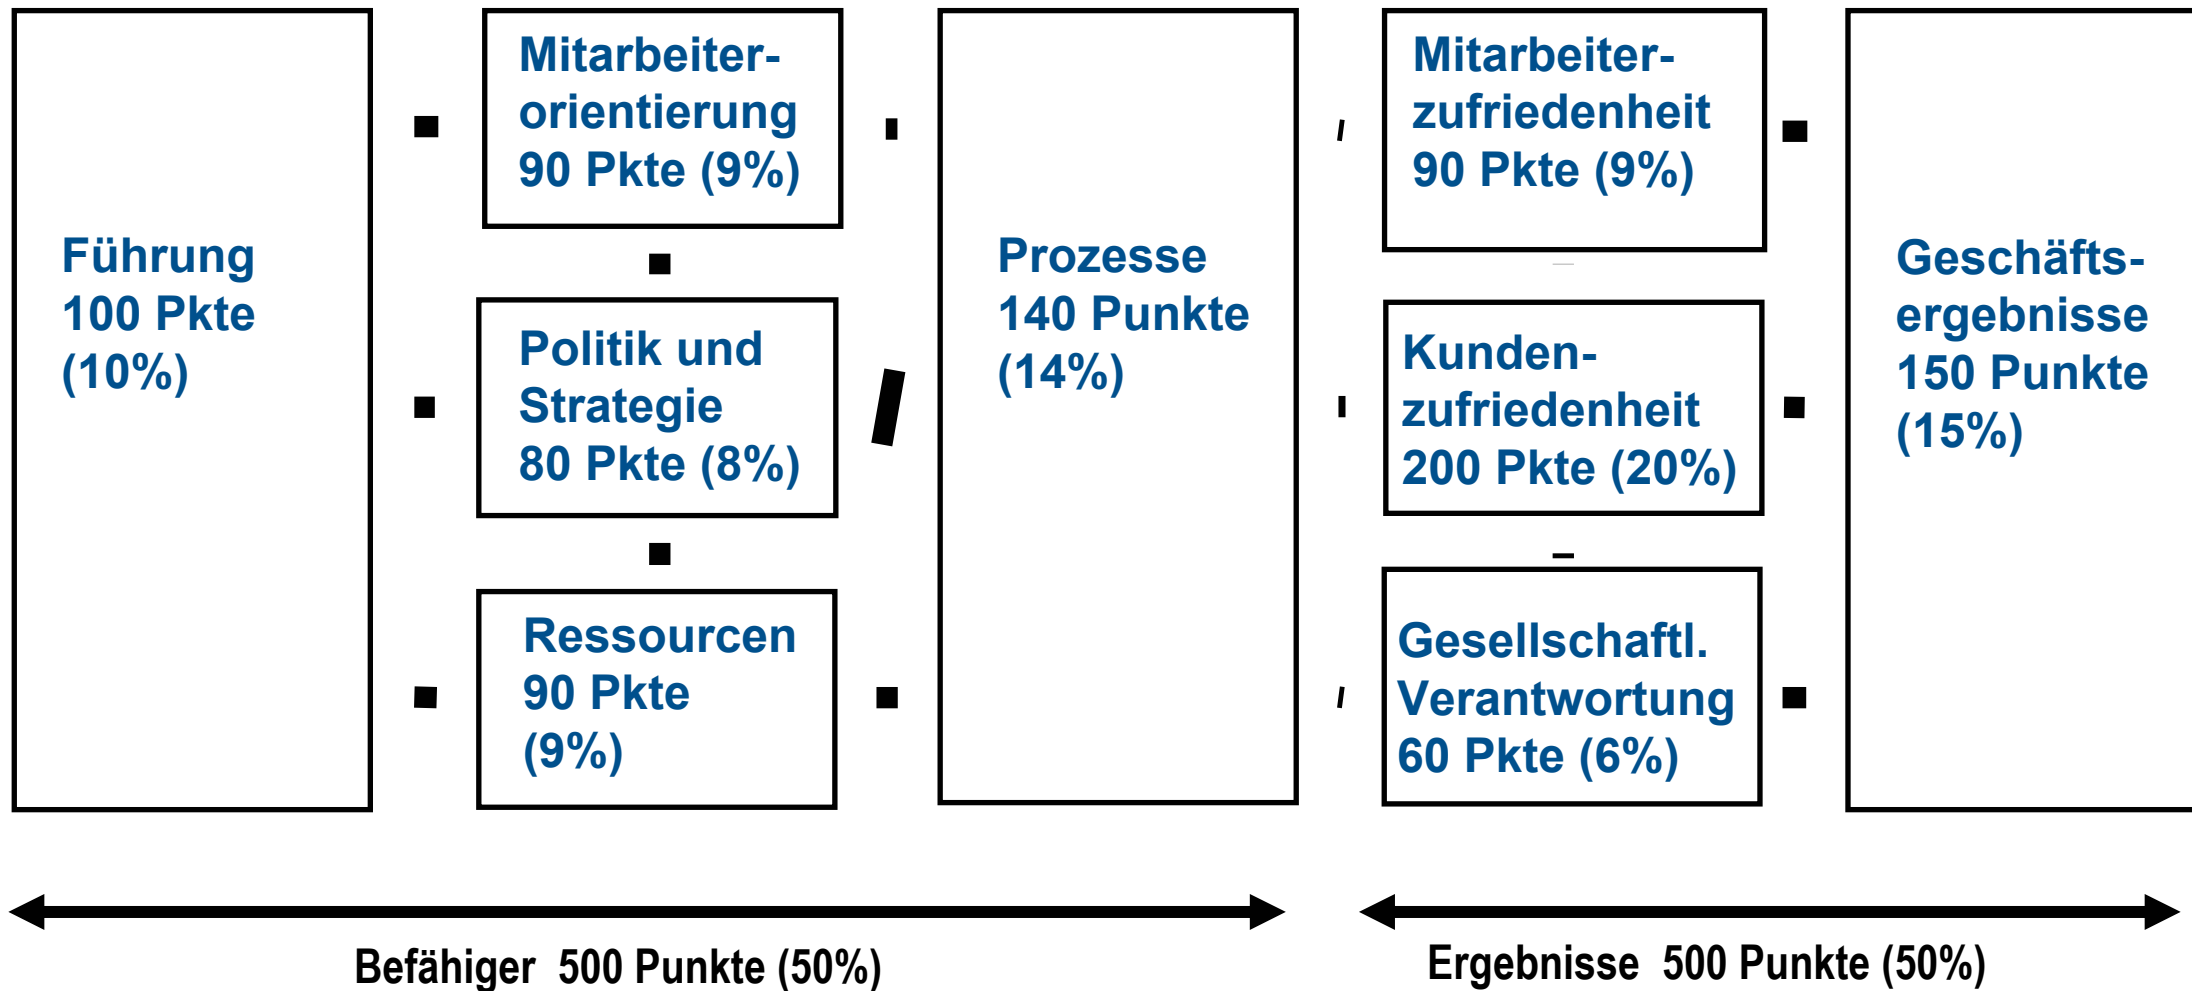 Führung
100 Pkte
(10%)
Mitarbeiter-
orientierung
90 Pkte (9%)
Politik und
Strategie
80 Pkte (8%)
Ressourcen
90 Pkte
(9%)
Prozesse
140 Punkte
(14%)
Mitarbeiter-
zufriedenheit
90 Pkte (9%)
Kunden-
zufriedenheit
200 Pkte (20%)
Gesellschaftl.
Verantwortung
60 Pkte (6%)
Geschäfts-
ergebnisse
150 Punkte
(15%)
Befähiger 500 Punkte (50%)
Ergebnisse 500 Punkte (50%)